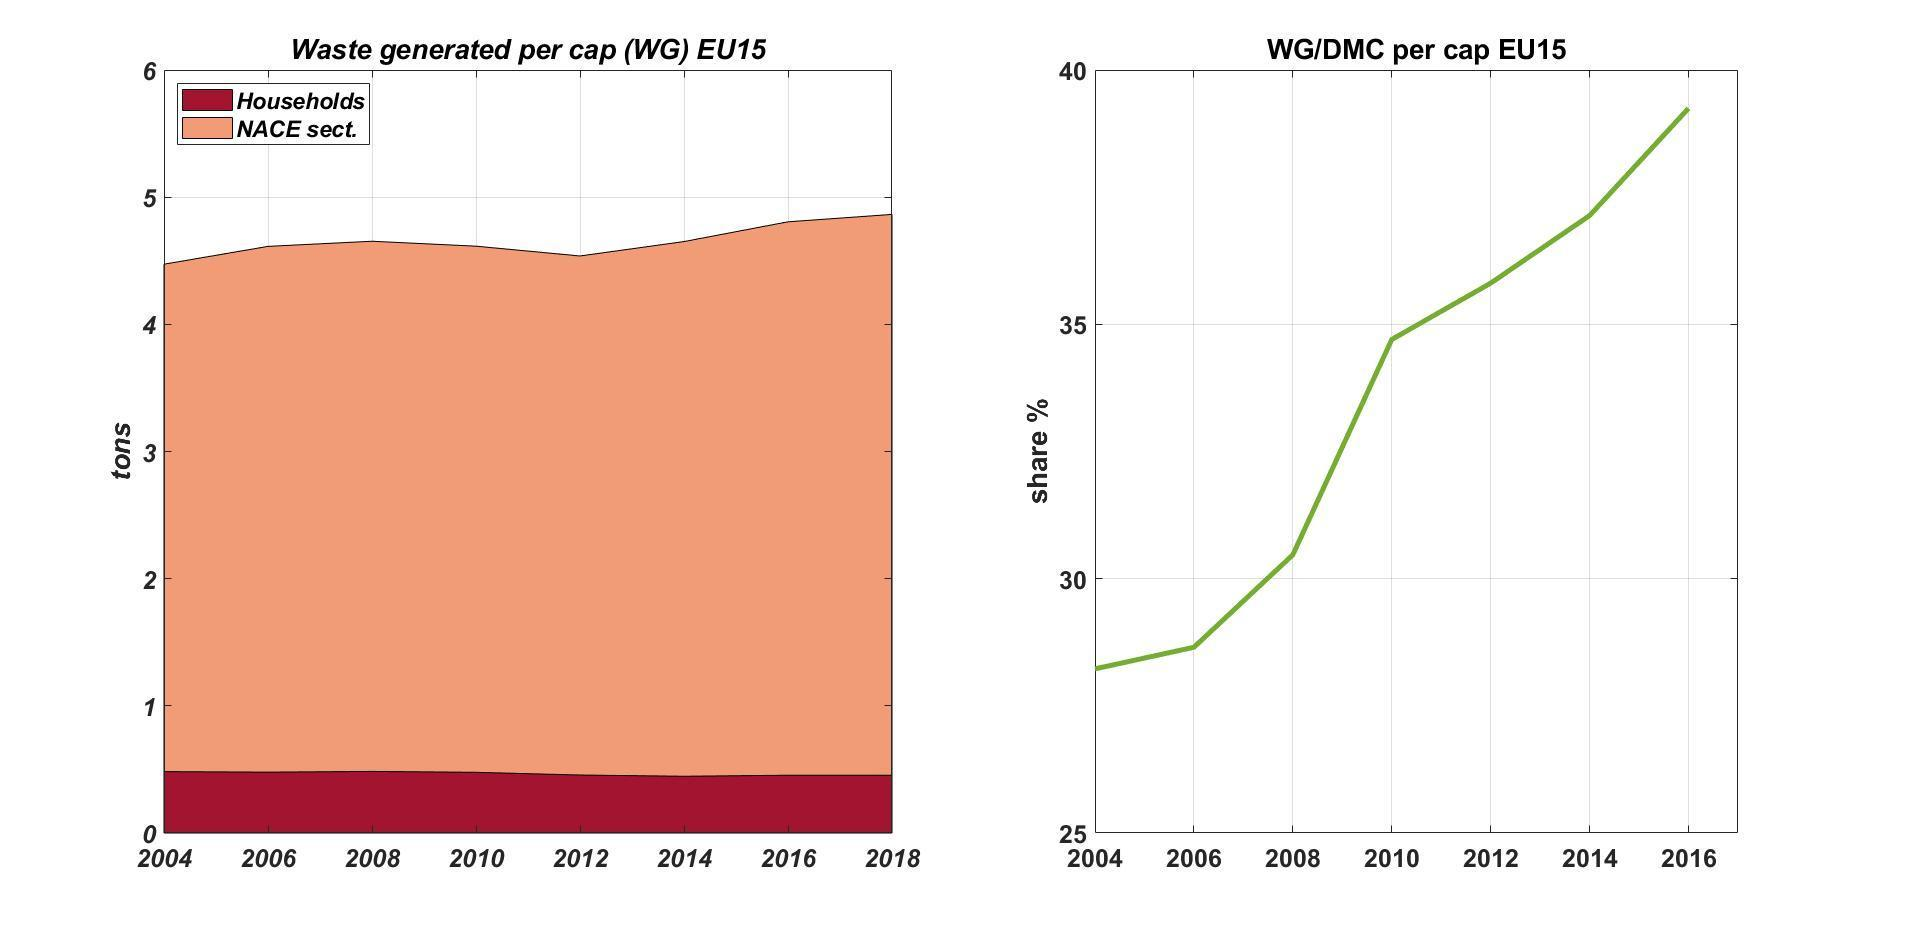 Waste generated per cap (WG) EU15
6
5
4
3
2
1
0
tons
Households
NACE sect.
2004 2006 2008 2010 2012 2014 2016 2018
WG/DMC per cap EU15
40
35
30
25
share %
2004 2006 2008 2010 2012 2014 2016